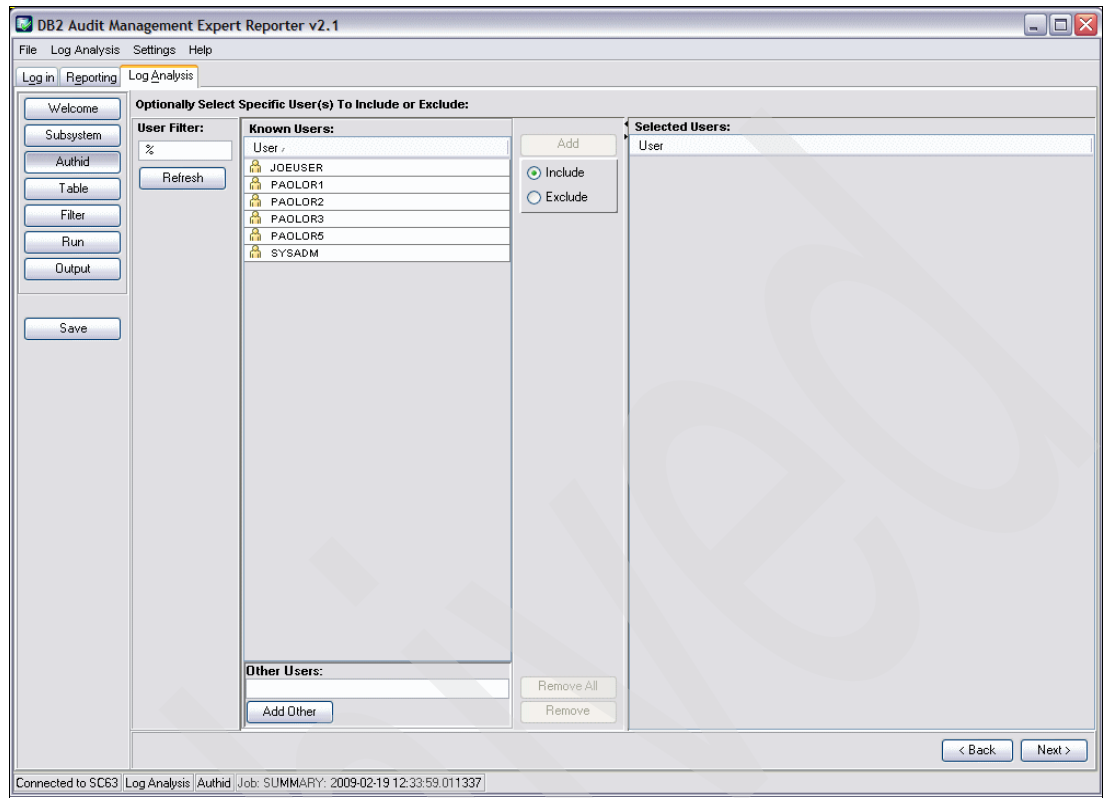 DB2 Audit Management Expert Reporter v2.1
File Log Analysis Settings Help
Log in Reporting Log Analysis
Welcome
Subsystem
Authid
Table
Filter
Run
Output
Save
Optionally Select Specific User(s) To Include or Exclude:
User Filter:
%
Refresh
Known Users:
User
JOEUSER
PAOLOR1
PAOLOR2
PAOLOR3
PAOLOR5
SYSADM
Other Users:
Add Other
Add
Include
Exclude
Remove All
Remove
Selected Users:
User
< Back Next >
Connected to SC63 Log Analysis Authid Job: SUMMARY: 2009-02-19 12:33:59.011337